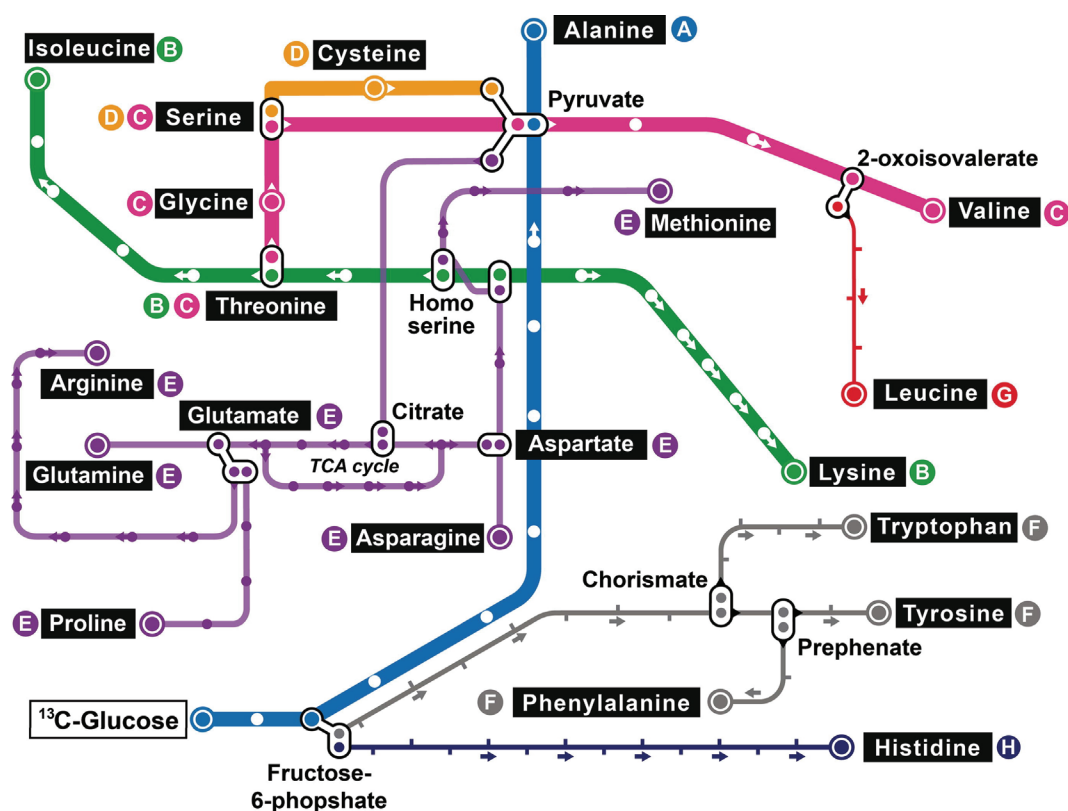 Alanine A
Isoleucine B
D Cysteine
Pyruvate
D C Serine
2-oxoisovalerate
C Glycine
E Methionine
Valine C
B C Threonine
Homo
serine
Arginine E
Leucine G
Glutamate E
Citrate
Aspartate E
TCA cycle
Glutamine E
Lysine B
E Asparagine
Tryptophan F
Chorismate
Tyrosine F
E Proline
Prephenate
F Phenylalanine
¹³C-Glucose
Histidine H
Fructose-
6-phopshate